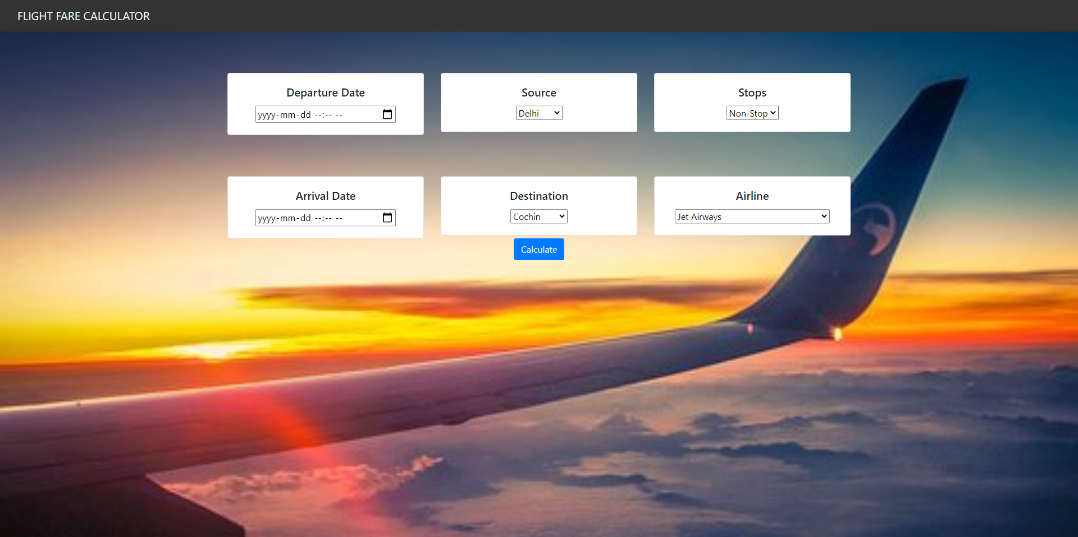 FLIGHT FARE CALCULATOR
Departure Date
yyyy-mm-dd --:-- --
Source
Delhi
Stops
Non-Stop
Arrival Date
yyyy-mm-dd --:-- --
Destination
Cochin
Airline
Jet Airways
Calculate